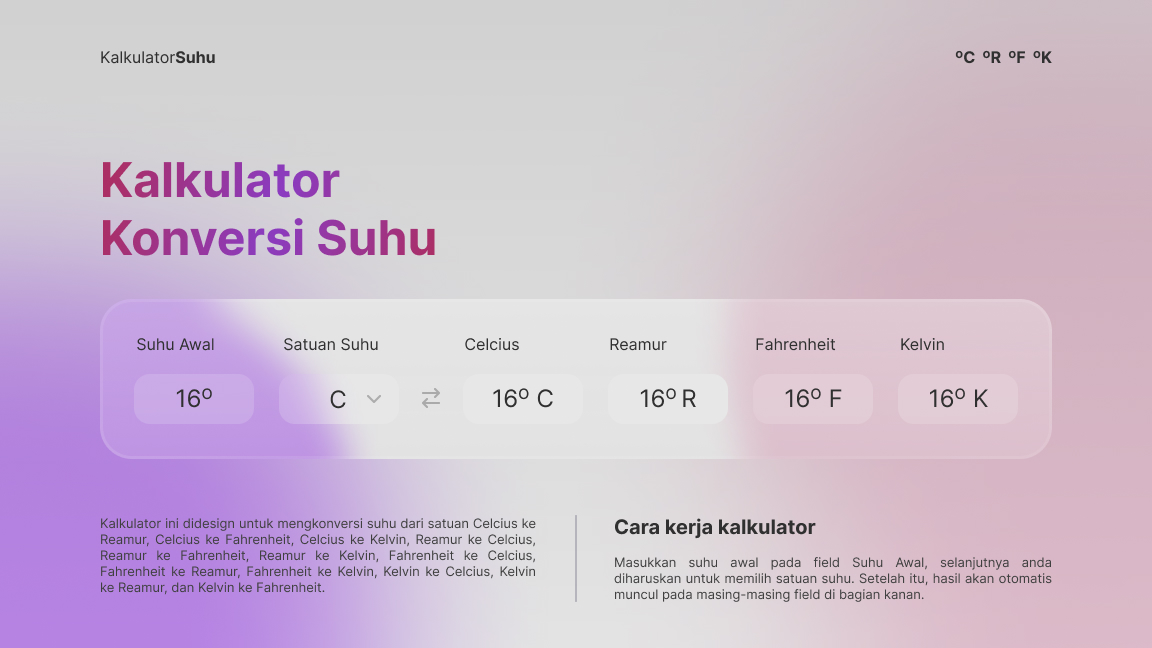 KalkulatorSuhu
ºC ºR ºF ºK
Kalkulator
Konversi Suhu
Suhu Awal Satuan Suhu Celcius Reamur Fahrenheit Kelvin
16º C 16º C 16º R 16º F 16º K
Kalkulator ini didesign untuk mengkonversi suhu dari satuan Celcius ke
Reamur, Celcius ke Fahrenheit, Celcius ke Kelvin, Reamur ke Celcius,
Reamur ke Fahrenheit, Reamur ke Kelvin, Fahrenheit ke Celcius,
Fahrenheit ke Reamur, Fahrenheit ke Kelvin, Kelvin ke Celcius, Kelvin
ke Reamur, dan Kelvin ke Fahrenheit.
Cara kerja kalkulator
Masukkan suhu awal pada field Suhu Awal, selanjutnya anda
diharuskan untuk memilih satuan suhu. Setelah itu, hasil akan otomatis
muncul pada masing-masing field di bagian kanan.